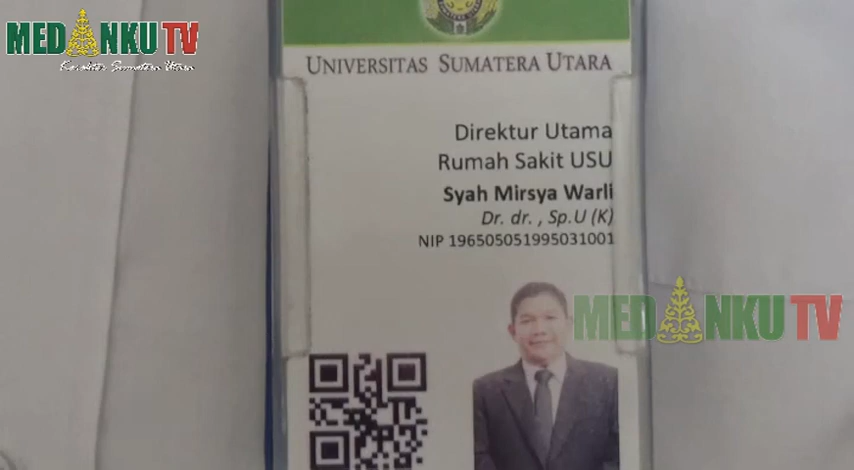 MEDANKU TV
UNIVERSITAS SUMATERA UTARA
Direktur Utama
Rumah Sakit USU
Syah Mirsya Warli
Dr. dr. , Sp.U (K)
NIP 196505051995031001
MEDANKU TV